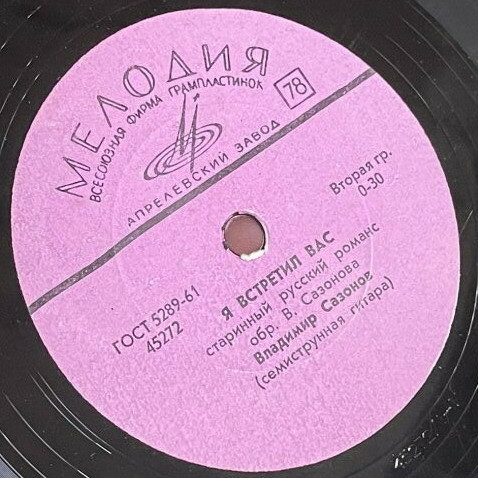 МЕЛОДИЯ
ВСЕСОЮЗНАЯ ФИРМА ГРАМПЛАСТИНОК
78
АПРЕЛЕВСКИЙ ЗАВОД
Вторая гр.
0-30
ГОСТ 5289-61
45272
Я ВСТРЕТИЛ ВАС
старинный русский романс
обр. В. Сазонова
Владимир Сазонов
(семиструнная гитара)